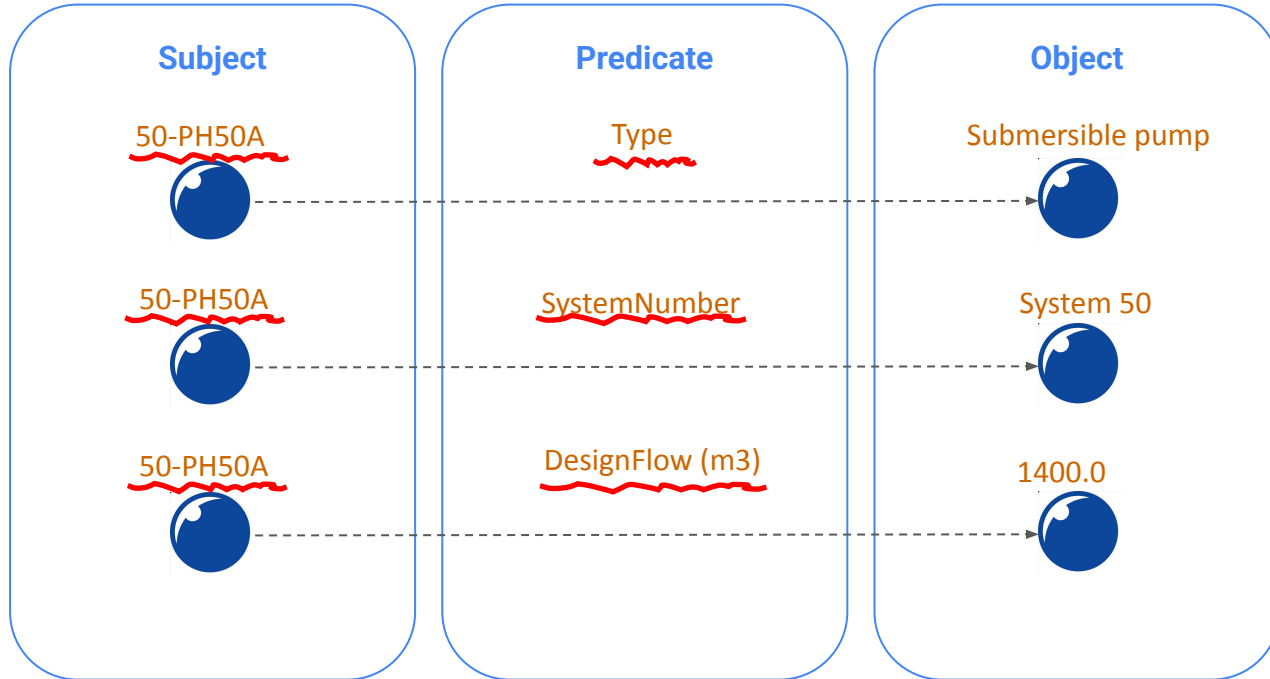 Subject Predicate Object
50-PH50A Type Submersible pump
50-PH50A SystemNumber System 50
50-PH50A DesignFlow (m3) 1400.0